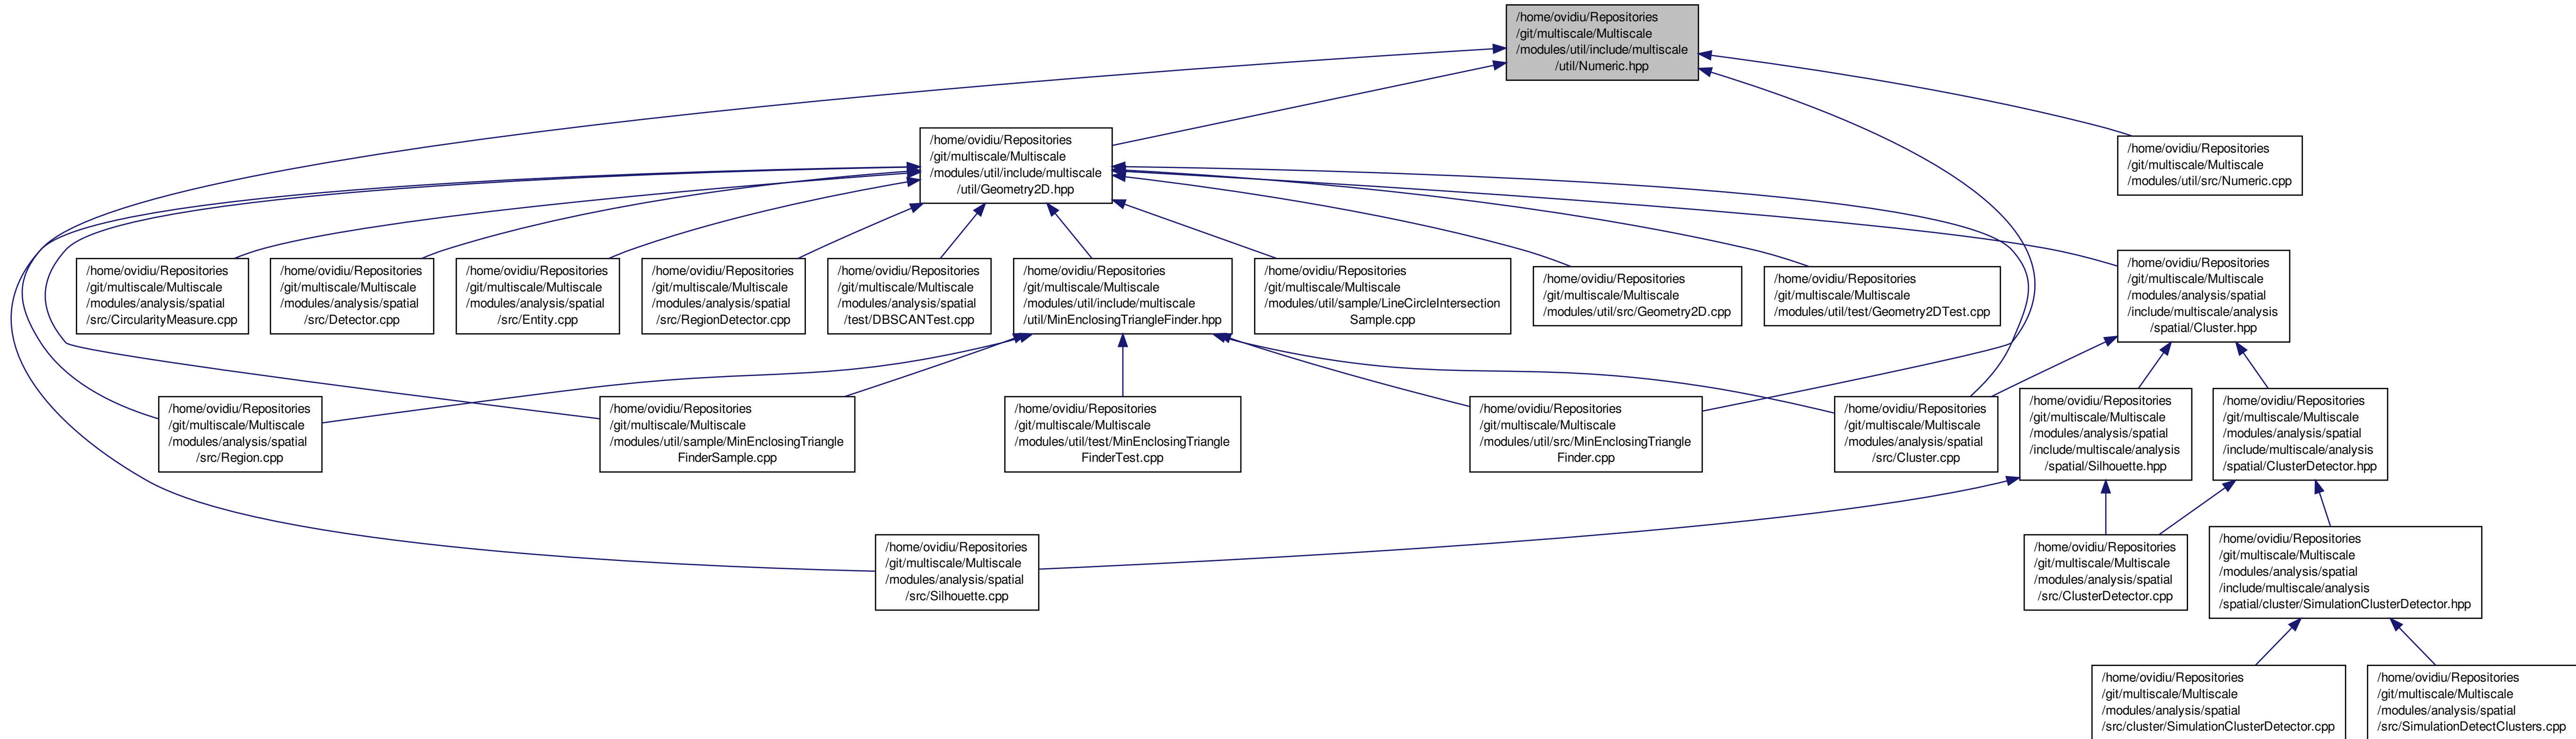 /home/ovidiu/Repositories
/git/multiscale/Multiscale
/modules/util/include/multiscale
/util/Numeric.hpp
/home/ovidiu/Repositories
/git/multiscale/Multiscale
/modules/util/include/multiscale
/util/Geometry2D.hpp
/home/ovidiu/Repositories
/git/multiscale/Multiscale
/modules/util/src/Numeric.cpp
/home/ovidiu/Repositories
/git/multiscale/Multiscale
/modules/analysis/spatial
/src/CircularityMeasure.cpp
/home/ovidiu/Repositories
/git/multiscale/Multiscale
/modules/analysis/spatial
/src/Detector.cpp
/home/ovidiu/Repositories
/git/multiscale/Multiscale
/modules/analysis/spatial
/src/Entity.cpp
/home/ovidiu/Repositories
/git/multiscale/Multiscale
/modules/analysis/spatial
/src/RegionDetector.cpp
/home/ovidiu/Repositories
/git/multiscale/Multiscale
/modules/analysis/spatial
/test/DBSCANTest.cpp
/home/ovidiu/Repositories
/git/multiscale/Multiscale
/modules/util/include/multiscale
/util/MinEnclosingTriangleFinder.hpp
/home/ovidiu/Repositories
/git/multiscale/Multiscale
/modules/util/sample/LineCircleIntersection
Sample.cpp
/home/ovidiu/Repositories
/git/multiscale/Multiscale
/modules/util/src/Geometry2D.cpp
/home/ovidiu/Repositories
/git/multiscale/Multiscale
/modules/util/test/Geometry2DTest.cpp
/home/ovidiu/Repositories
/git/multiscale/Multiscale
/modules/analysis/spatial
/include/multiscale/analysis
/spatial/Cluster.hpp
/home/ovidiu/Repositories
/git/multiscale/Multiscale
/modules/analysis/spatial
/src/Region.cpp
/home/ovidiu/Repositories
/git/multiscale/Multiscale
/modules/util/sample/MinEnclosingTriangle
FinderSample.cpp
/home/ovidiu/Repositories
/git/multiscale/Multiscale
/modules/util/test/MinEnclosingTriangle
FinderTest.cpp
/home/ovidiu/Repositories
/git/multiscale/Multiscale
/modules/util/src/MinEnclosingTriangle
Finder.cpp
/home/ovidiu/Repositories
/git/multiscale/Multiscale
/modules/analysis/spatial
/src/Cluster.cpp
/home/ovidiu/Repositories
/git/multiscale/Multiscale
/modules/analysis/spatial
/include/multiscale/analysis
/spatial/Silhouette.hpp
/home/ovidiu/Repositories
/git/multiscale/Multiscale
/modules/analysis/spatial
/include/multiscale/analysis
/spatial/ClusterDetector.hpp
/home/ovidiu/Repositories
/git/multiscale/Multiscale
/modules/analysis/spatial
/src/Silhouette.cpp
/home/ovidiu/Repositories
/git/multiscale/Multiscale
/modules/analysis/spatial
/src/ClusterDetector.cpp
/home/ovidiu/Repositories
/git/multiscale/Multiscale
/modules/analysis/spatial
/include/multiscale/analysis
/spatial/cluster/SimulationClusterDetector.hpp
/home/ovidiu/Repositories
/git/multiscale/Multiscale
/modules/analysis/spatial
/src/cluster/SimulationClusterDetector.cpp
/home/ovidiu/Repositories
/git/multiscale/Multiscale
/modules/analysis/spatial
/src/SimulationDetectClusters.cpp